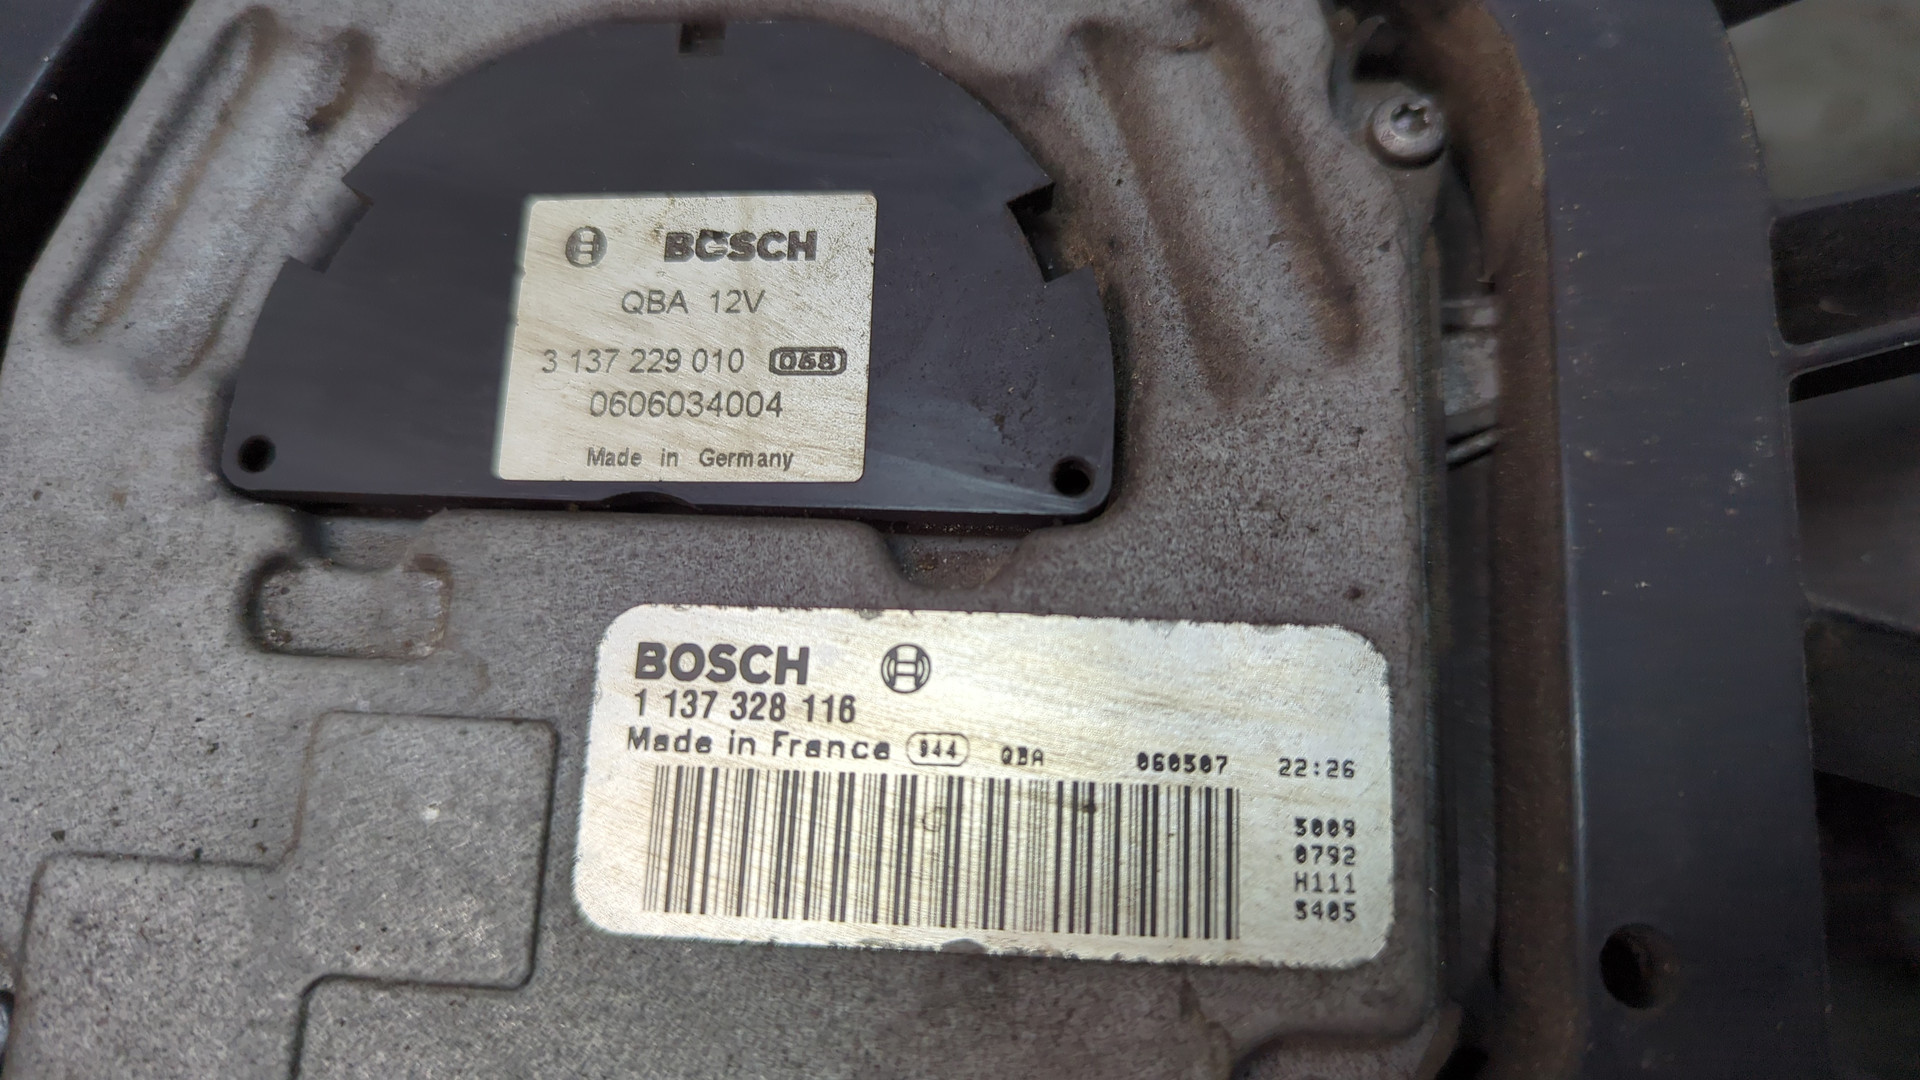 BOSCH
QBA 12V
3 137 229 010 068
0606034004
Made in Germany
BOSCH
1 137 328 116
Made in France 944 QBA 060507 22:26
5009
0792
H111
5405